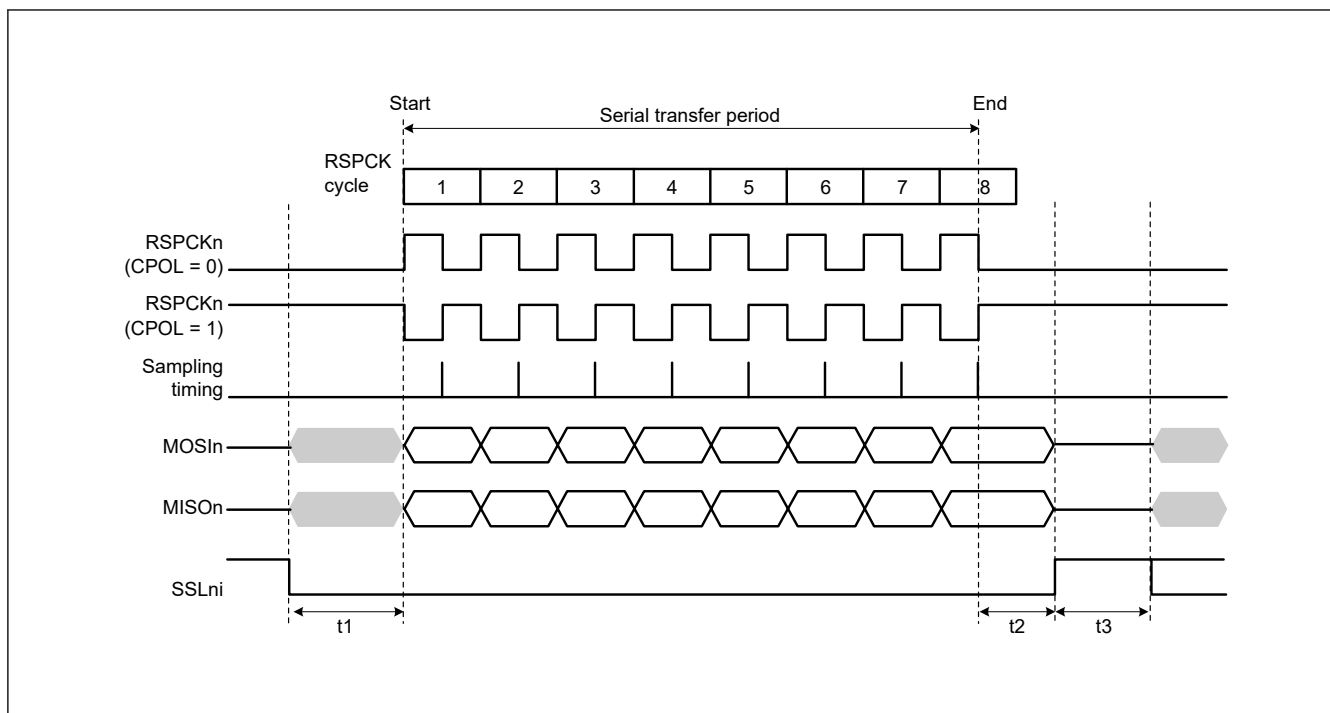 Start
End
Serial transfer period
RSPCK
cycle
1 2 3 4 5 6 7 8
RSPCKn
(CPOL = 0)
RSPCKn
(CPOL = 1)
Sampling
timing
MOSIn
MISOn
SSLni
t1
t2
t3